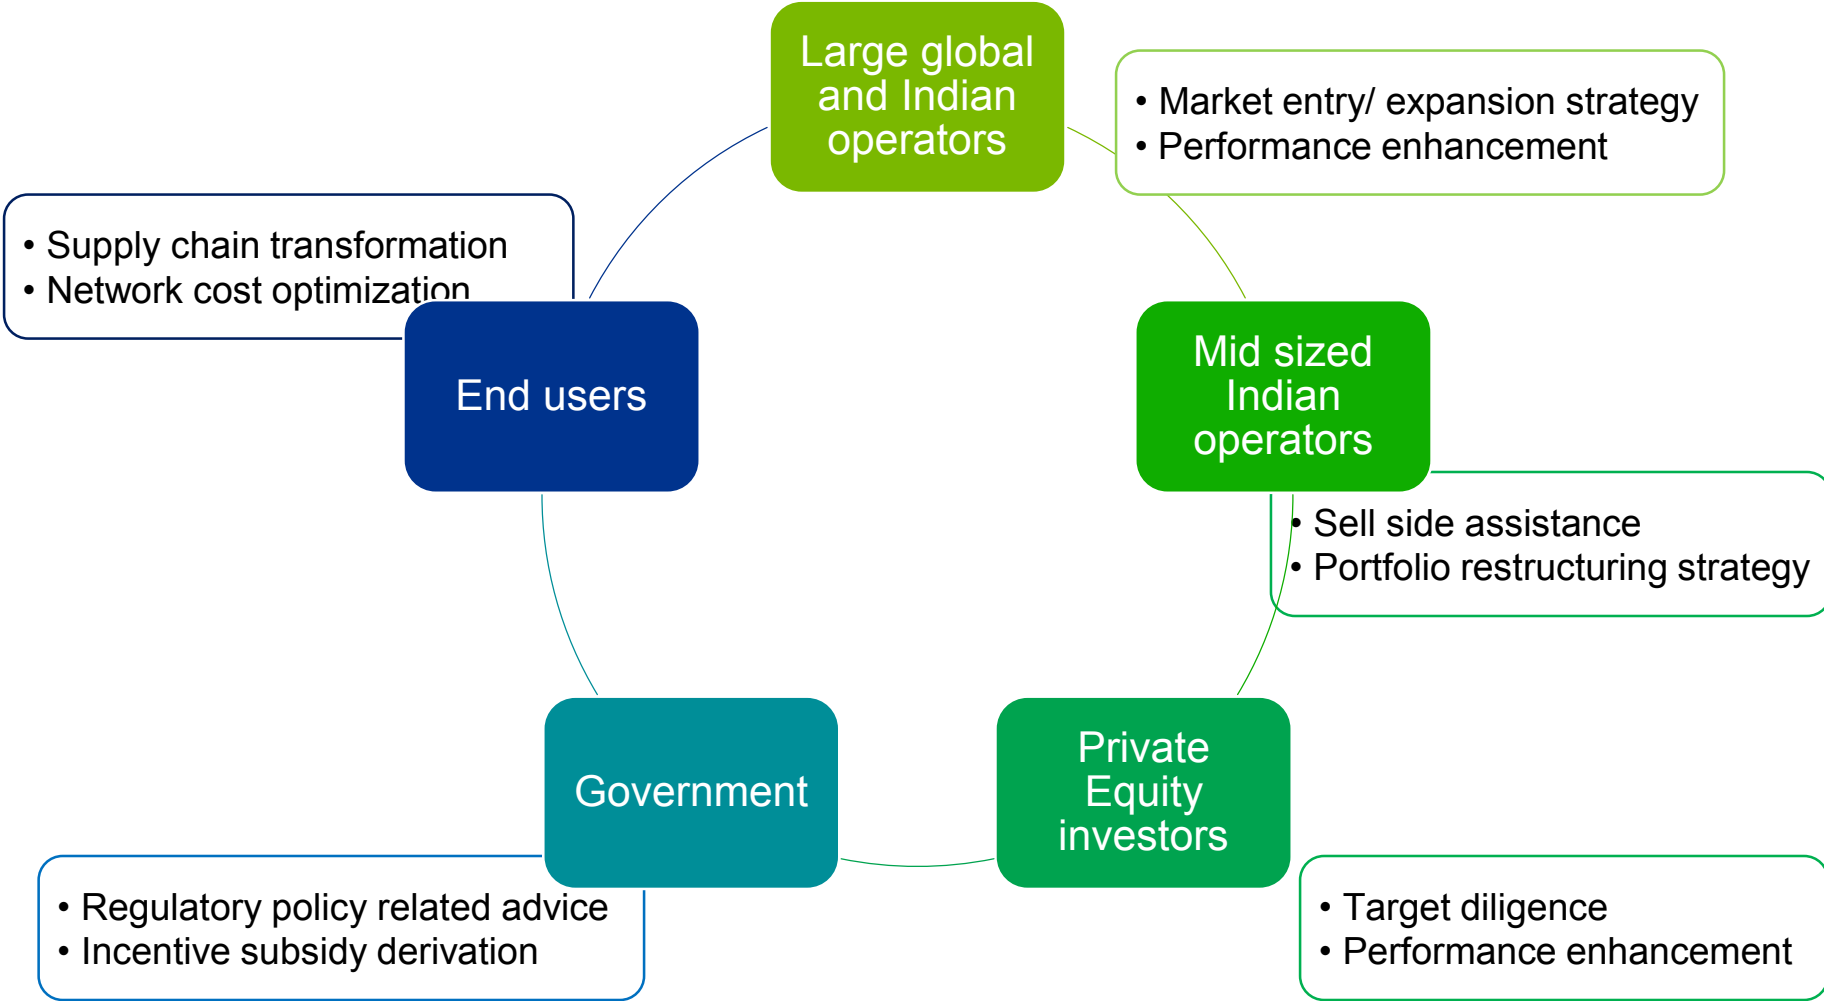 Large global
and Indian
operators
• Market entry/ expansion strategy
• Performance enhancement
• Supply chain transformation
• Network cost optimization
End users
Mid sized
Indian
operators
• Sell side assistance
• Portfolio restructuring strategy
Government
Private
Equity
investors
• Regulatory policy related advice
• Incentive subsidy derivation
• Target diligence
• Performance enhancement